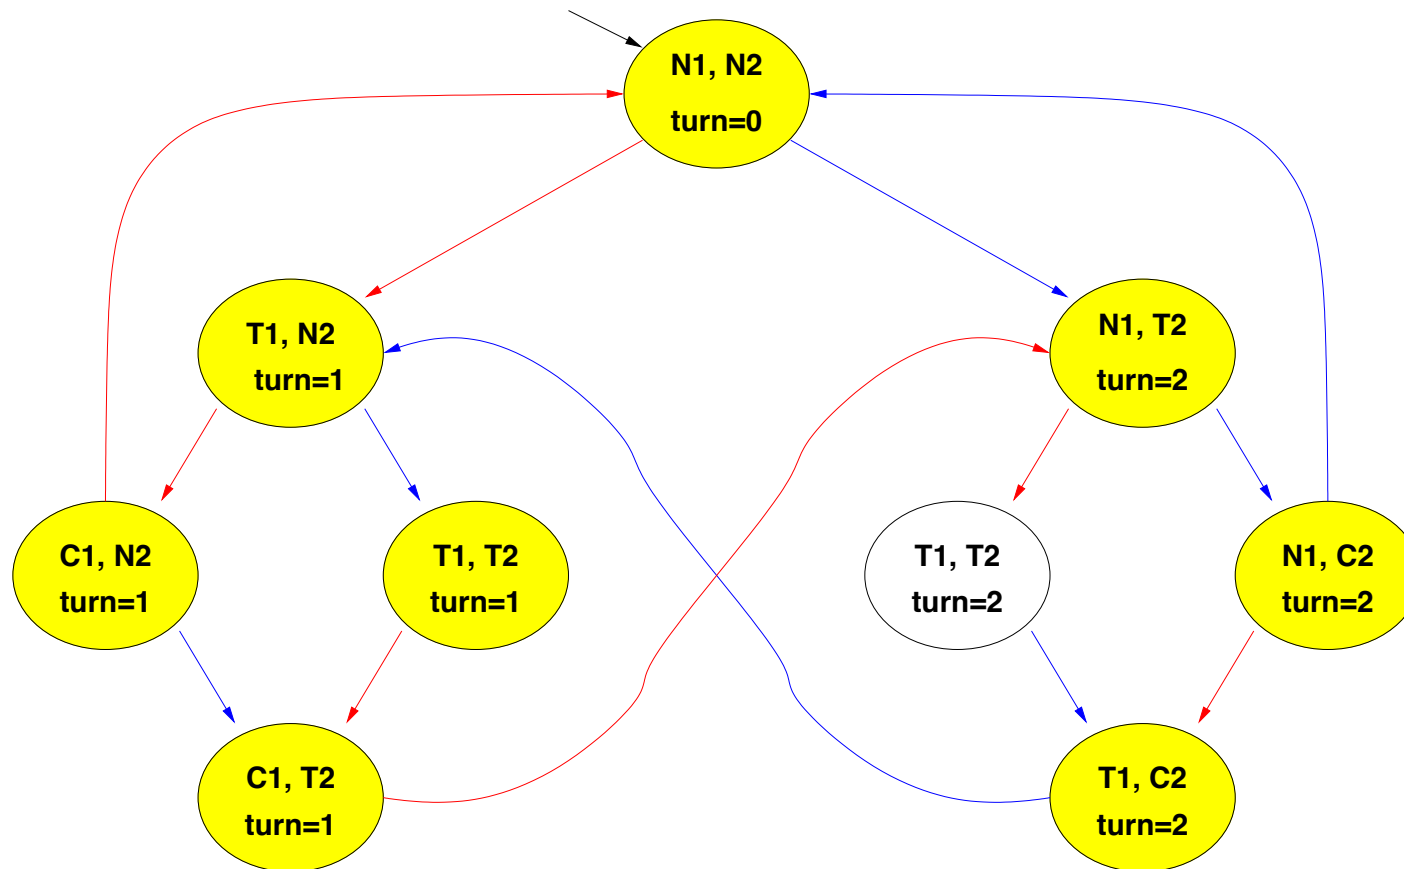 N1, N2
turn=0
T1, N2
turn=1
N1, T2
turn=2
C1, N2
turn=1
T1, T2
turn=1
T1, T2
turn=2
N1, C2
turn=2
C1, T2
turn=1
T1, C2
turn=2